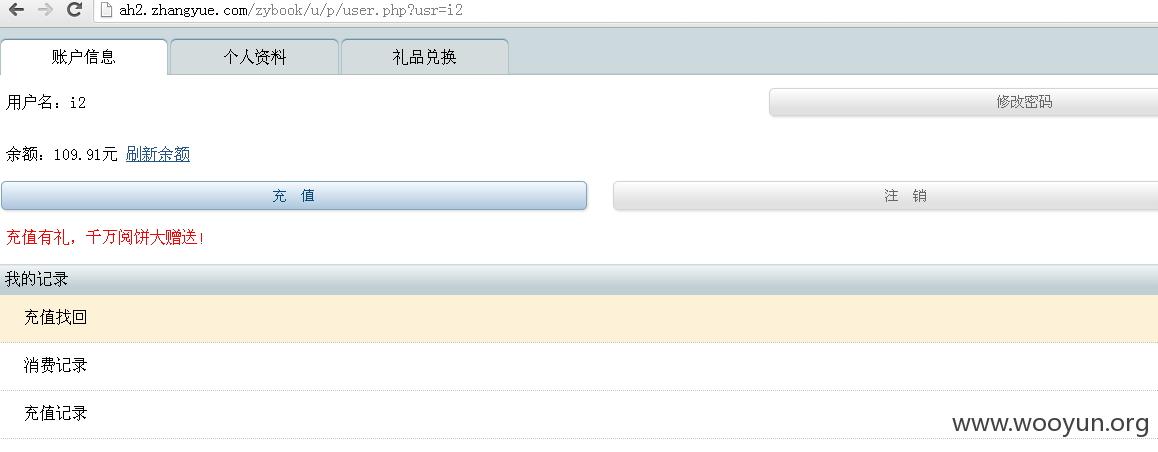 ah2.zhangyue.com/zybook/u/p/user.php?usr=i2
账户信息 个人资料 礼品兑换
用户名：i2 修改密码
余额：109.91元 刷新余额
充 值 注 销
充值有礼，千万阅饼大赠送！
我的记录
充值找回
消费记录
充值记录
www.wooyun.org